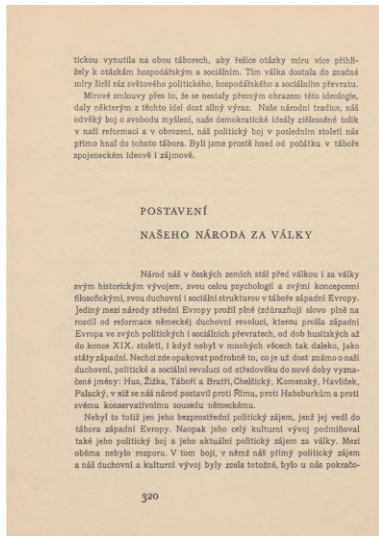 tickou vynutila na obou táborech, aby řešice otázky míru více přihlí-
žely k otázkám hospodářským a sociálním. Tím válka dostala do značné
míry širší ráz světového politického, hospodářského a sociálního převratu.
Mírové smlouvy přes to, že se nestaly přesným obrazem této ideologie,
daly některým z těchto ideí dost silný výraz. Naše národní tradice, náš
odvěký boj o svobodu myšlení, naše demokratické ideály ztělesněné tolik
v naší reformaci a v obrození, náš politický boj v posledním století nás
přímo hnal do tohoto tábora. Byli jsme prostě hned od počátku v táboře
spojeneckém ideově i zájmově.
POSTAVENÍ
NAŠEHO NÁRODA ZA VÁLKY
Národ náš v českých zemích stál před válkou i za války
svým historickým vývojem, svou celou psychologií a svými koncepcemi
filosofickými, svou duchovní i sociální strukturou v táboře západní Evropy.
Jediný mezi národy střední Evropy prožil plně (zdůrazňuji slovo plně na
rozdíl od reformace německé) duchovní revoluci, kterou prošla západní
Evropa ve svých politických i sociálních převratech, od dob husitských až
do konce XIX. století, i když nebyl v mnohých věcech tak daleko, jako
státy západní. Nechci zde opakovat podrobně to, co je už dost známo o naší
duchovní, politické a sociální revoluci od středověku do nové doby vyzna-
čené jmény: Hus, Žižka, Táboři a Bratří, Chelčický, Komenský, Havlíček,
Palacký, v níž se náš národ postavil proti Římu, proti Habsburkům a proti
svému konservativnímu sousedu německému.
Nebyl to totiž jen jeho bezprostřední politický zájem, jenž jej vedl do
tábora západní Evropy. Naopak jeho celý kulturní vývoj podmiňoval
také jeho politický boj a jeho aktuální politický zájem za války. Mezi
oběma nebylo rozporu. V tom boji, v němž náš přímý politický zájem
a náš duchovní a kulturní vývoj byly zcela totožné, bylo u nás pokračo-
320